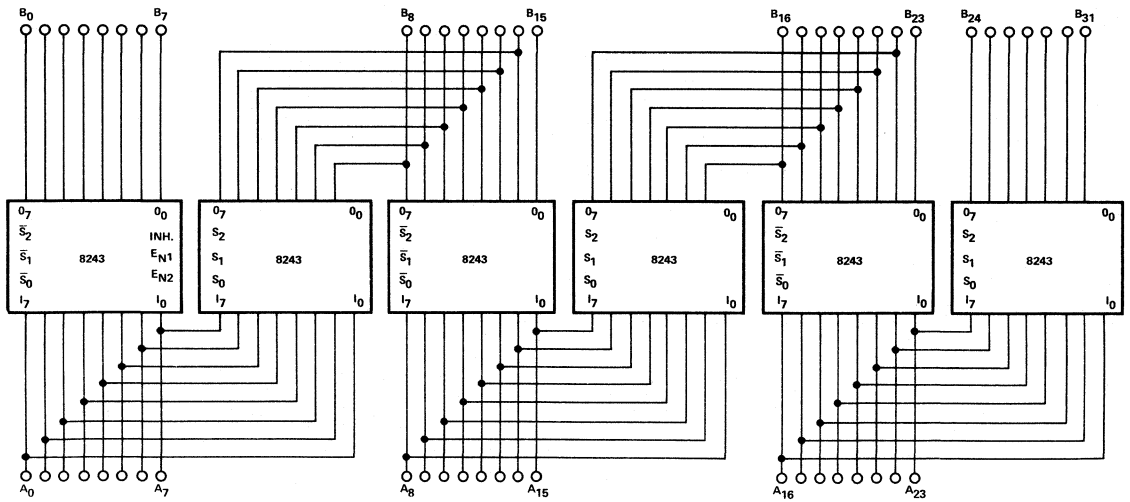 B0 B7 B8 B15 B16 B23 B24 B31
O7 O0 O7 O0 O7 O0 O7 O0 O7 O0 O7 O0
S̅2 INH. S2 S̅2 S2 S̅2 S2
S̅1 8243 EN1 S1 8243 S̅1 8243 S1 8243 S̅1 8243 S1 8243
S̅0 EN2 S0 S̅0 S0 S̅0 S0
I7 I0 I7 I0 I7 I0 I7 I0 I7 I0 I7 I0
A0 A7 A8 A15 A16 A23